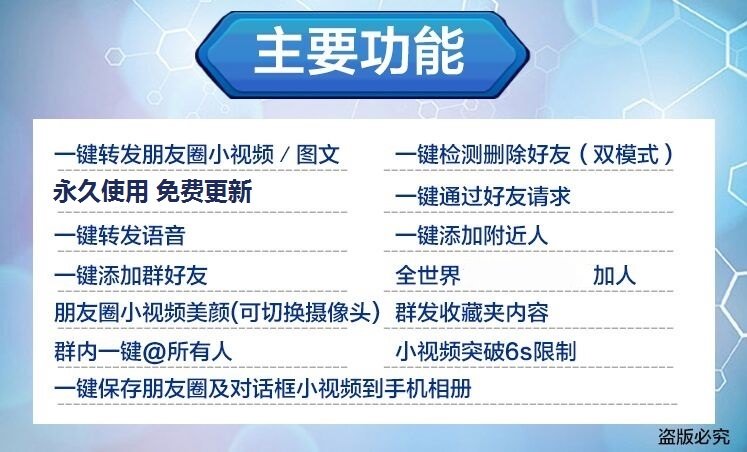 主要功能
一键转发朋友圈小视频/图文
一键检测删除好友(双模式)
永久使用 免费更新
一键通过好友请求
一键转发语音
一键添加附近人
一键添加群好友
全世界 加人
朋友圈小视频美颜(可切换摄像头)
群发收藏夹内容
群内一键@所有人
小视频突破6s限制
一键保存朋友圈及对话框小视频到手机相册
盗版必究